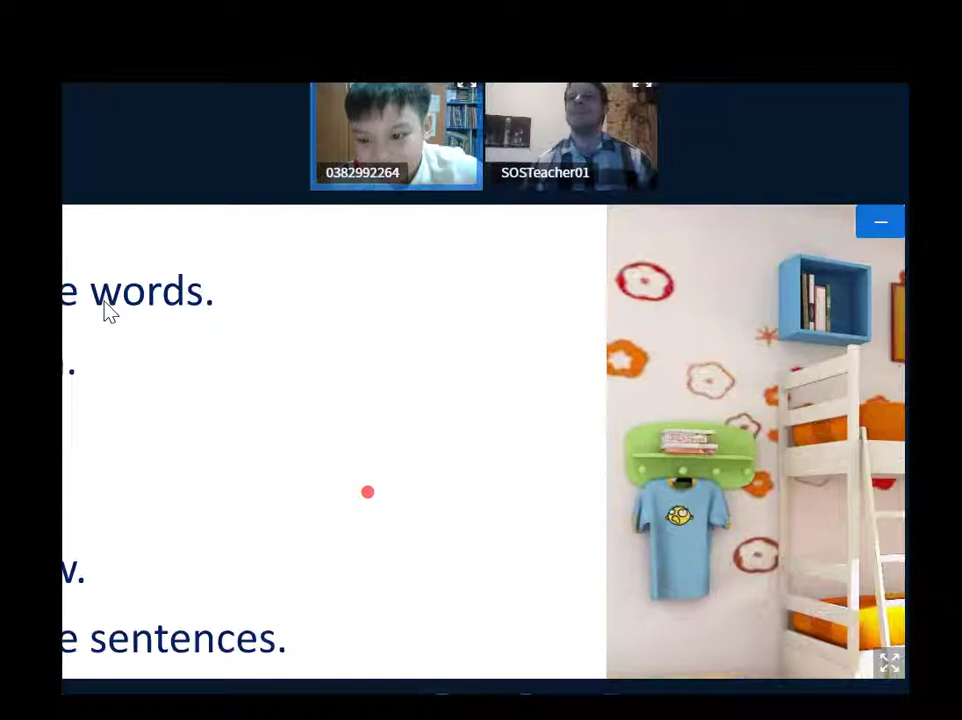 0382992264
SOSTeacher01
e words.
.
w.
e sentences.